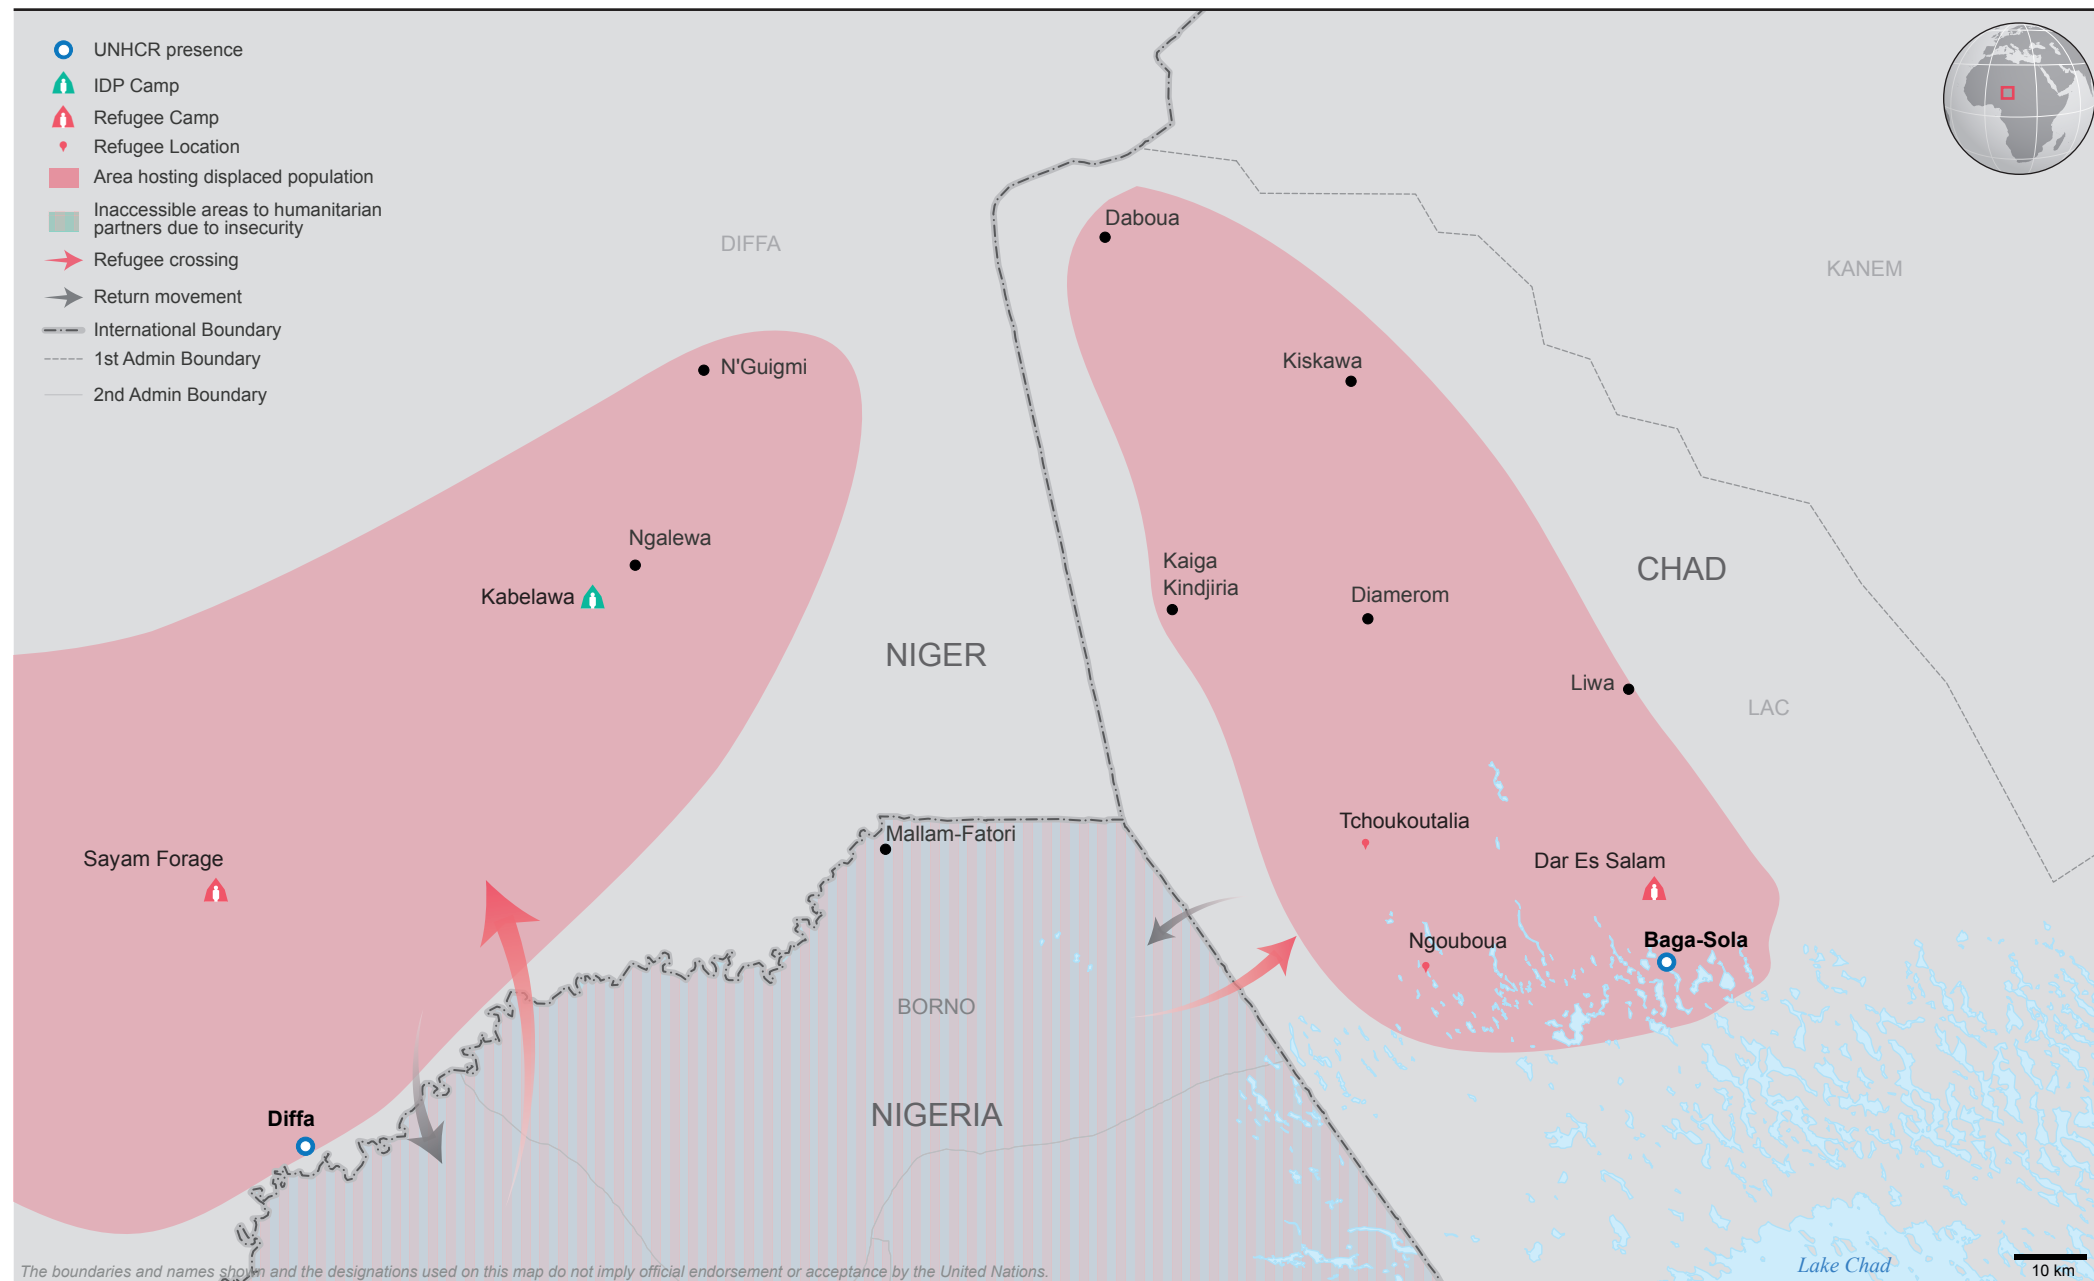 UNHCR presence
IDP Camp
Refugee Camp
Refugee Location
Area hosting displaced population
Inaccessible areas to humanitarian
partners due to insecurity
Refugee crossing
Return movement
International Boundary
1st Admin Boundary
2nd Admin Boundary
DIFFA
Daboua
KANEM
N'Guigmi
Kiskawa
Ngalewa
Kabelawa
Kaiga
Kindjiria
Diamerom
CHAD
NIGER
Liwa
LAC
Mallam-Fatori
Tchoukoutalia
Sayam Forage
Dar Es Salam
Ngouboua
Baga-Sola
BORNO
NIGERIA
Diffa
Lake Chad
10 km
The boundaries and names shown and the designations used on this map do not imply official endorsement or acceptance by the United Nations.